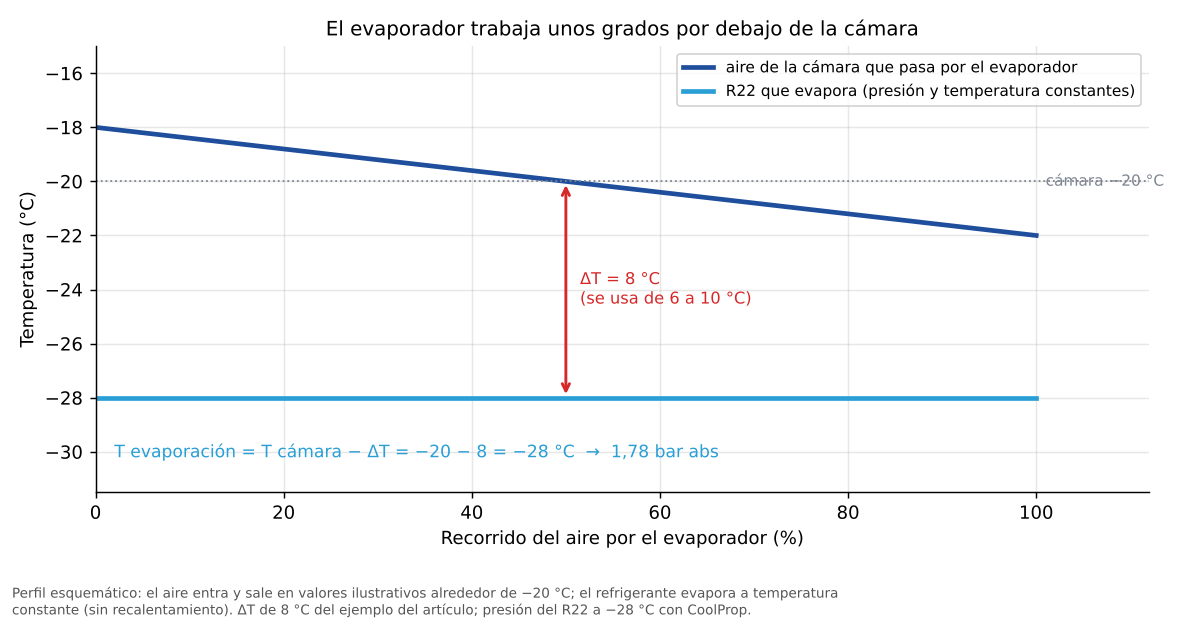 El evaporador trabaja unos grados por debajo de la cámara
aire de la cámara que pasa por el evaporador
R22 que evapora (presión y temperatura constantes)
Temperatura (°C)
−16
−18
−20
−22
−24
−26
−28
−30
cámara −20 °C
ΔT = 8 °C
(se usa de 6 a 10 °C)
T evaporación = T cámara − ΔT = −20 − 8 = −28 °C → 1,78 bar abs
0 20 40 60 80 100
Recorrido del aire por el evaporador (%)
Perfil esquemático: el aire entra y sale en valores ilustrativos alrededor de −20 °C; el refrigerante evapora a temperatura
constante (sin recalentamiento). ΔT de 8 °C del ejemplo del artículo; presión del R22 a −28 °C con CoolProp.